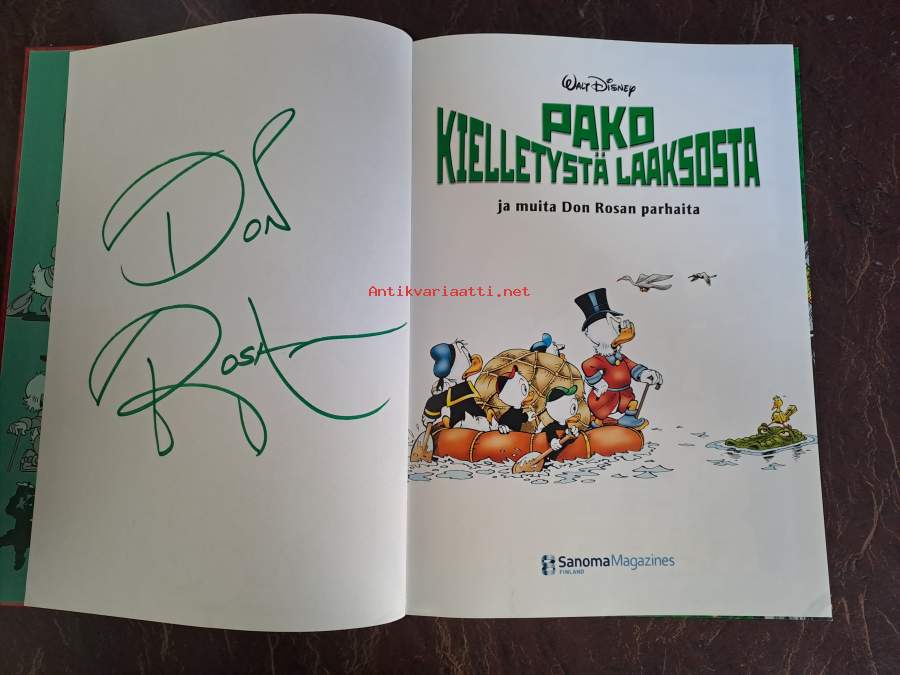 Don
Rosa
Walt Disney
PAKO
KIELLETYSTÄ LAAKSOSTA
ja muita Don Rosan parhaita
Antikvariaatti.net
SanomaMagazines
FINLAND